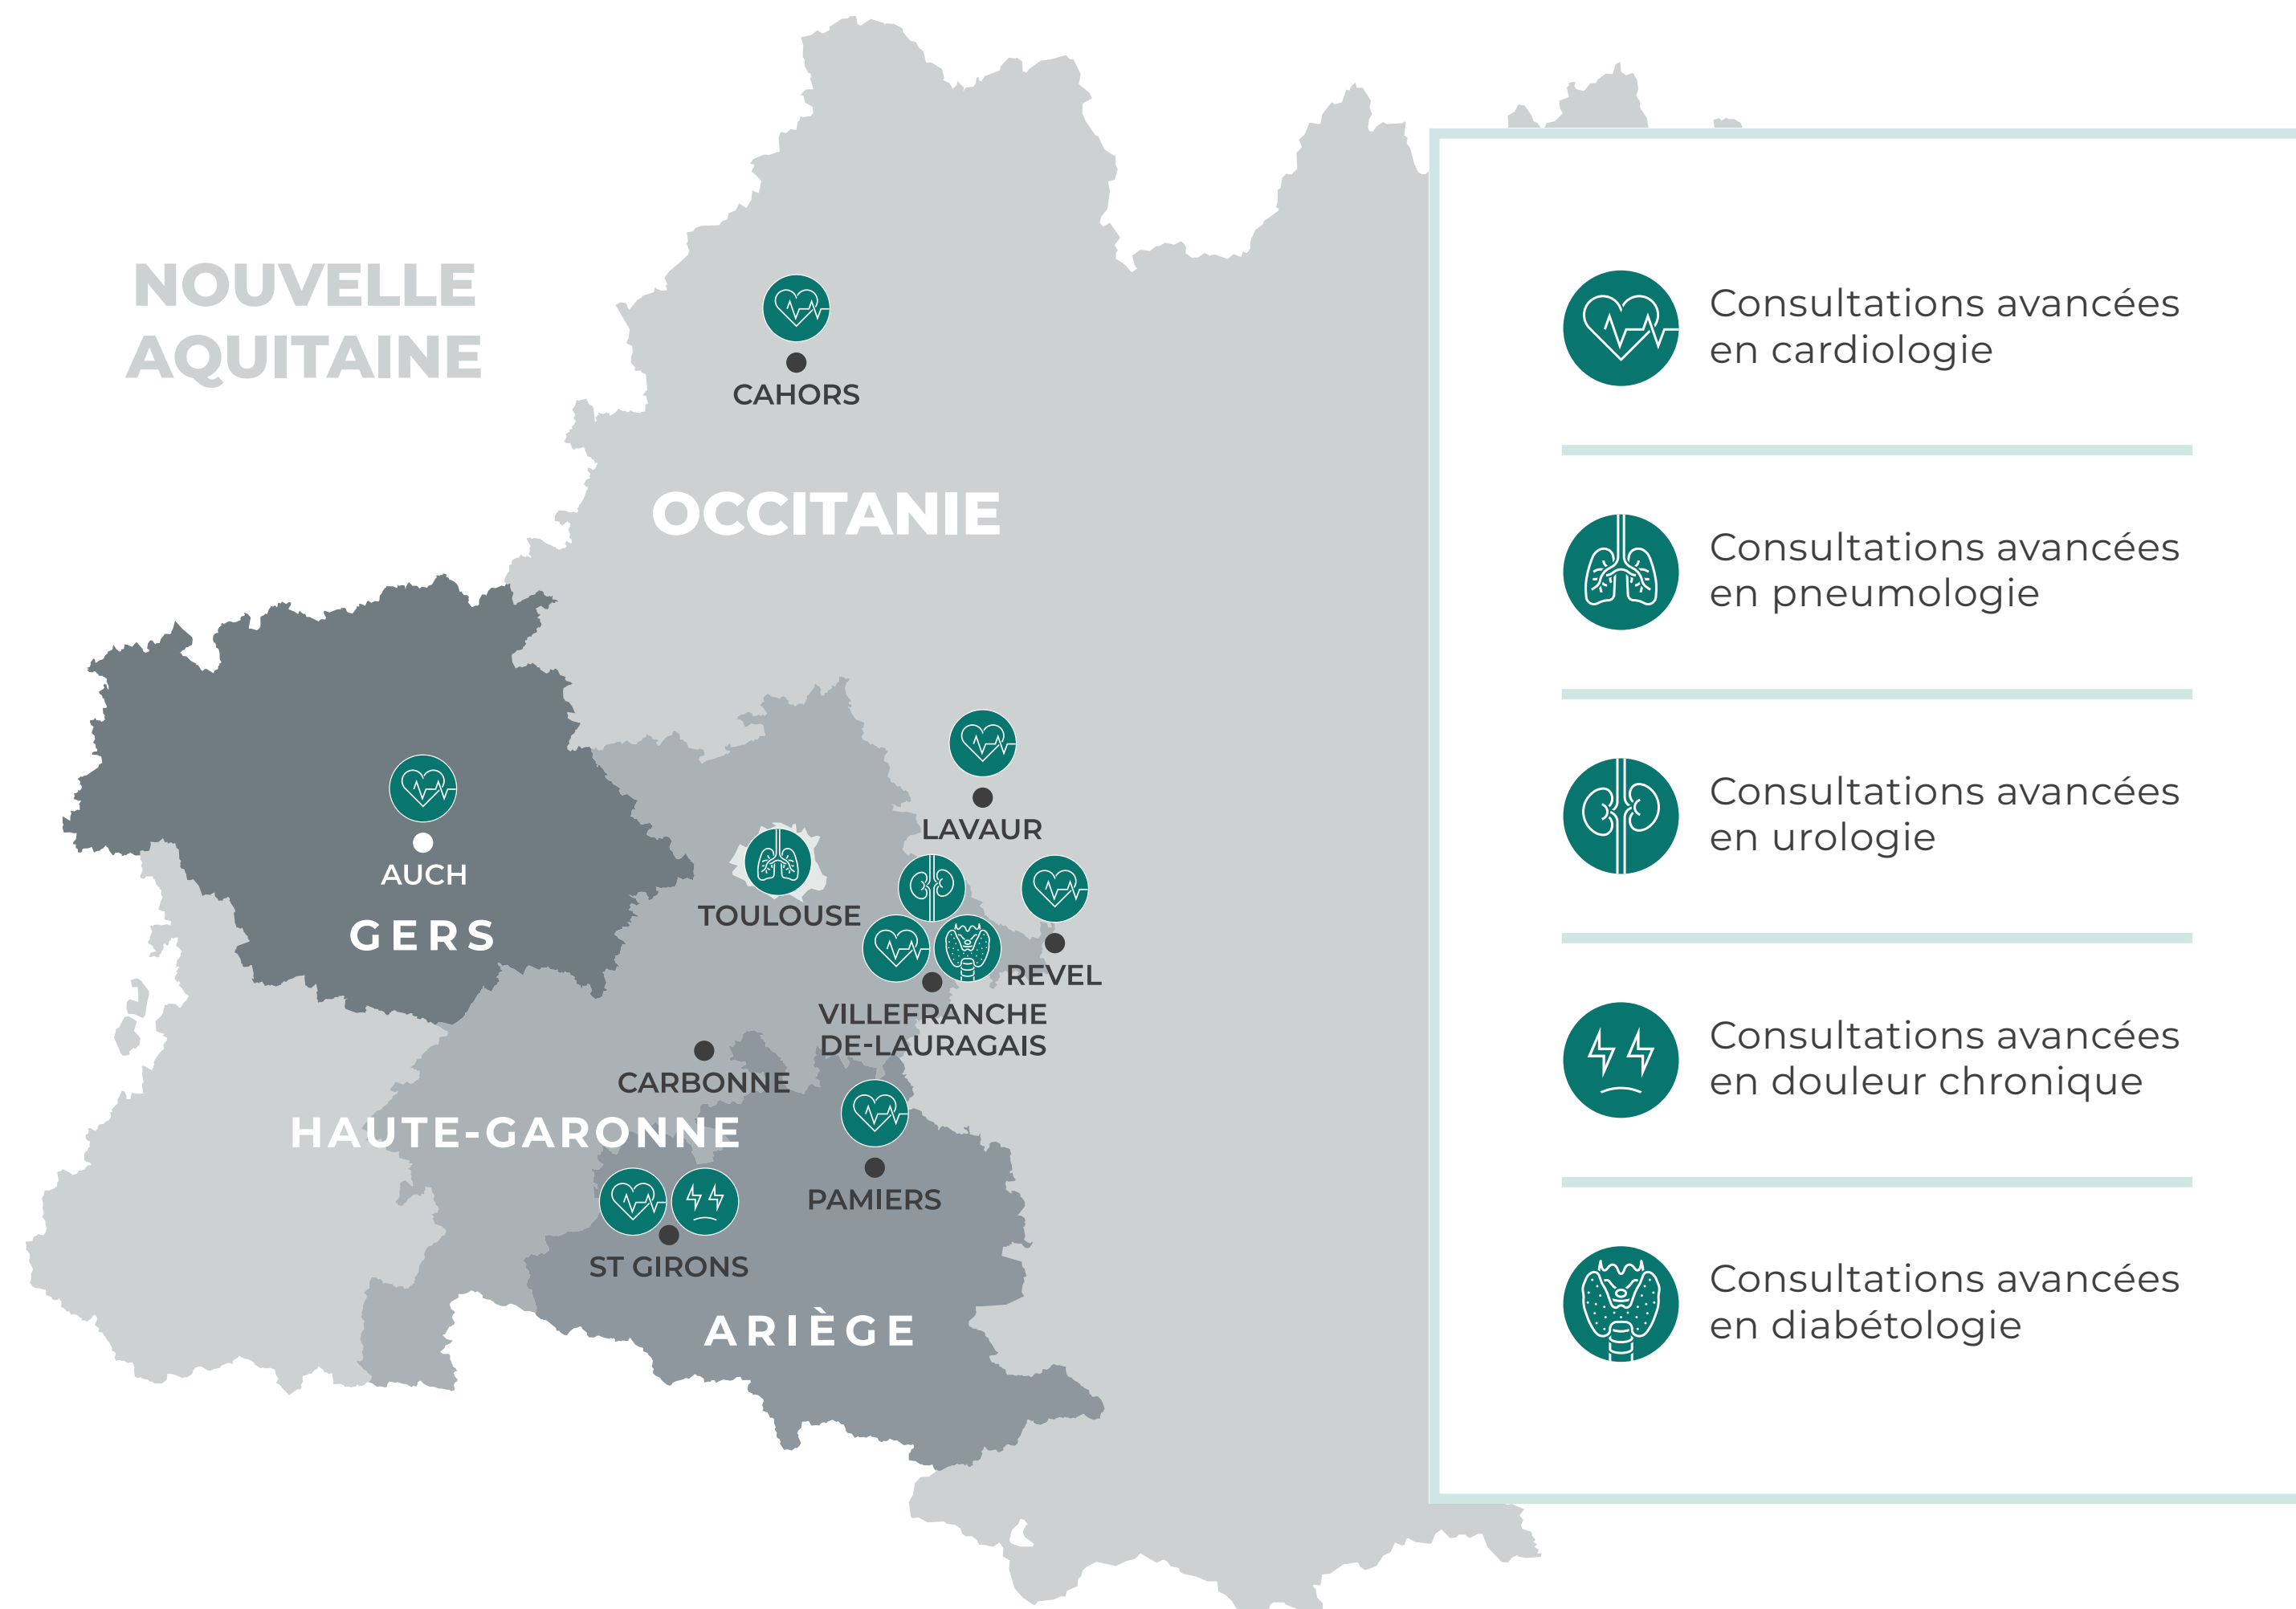 NOUVELLE
AQUITAINE
CAHORS
OCCITANIE
LAVAUR
AUCH
TOULOUSE
GERS
REVEL
VILLEFRANCHE
DE-LAURAGAIS
CARBONNE
HAUTE-GARONNE
PAMIERS
ST GIRONS
ARIÈGE
Consultations avancées
en cardiologie
Consultations avancées
en pneumologie
Consultations avancées
en urologie
Consultations avancées
en douleur chronique
Consultations avancées
en diabétologie